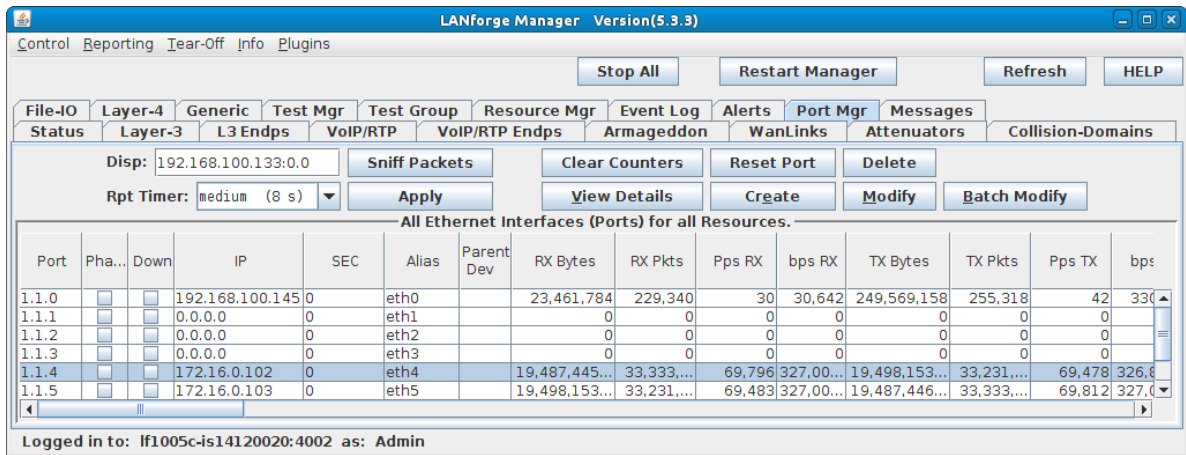 LANforge Manager Version(5.3.3)
Control Reporting Tear-Off Info Plugins
Stop All Restart Manager Refresh HELP
File-IO Layer-4 Generic Test Mgr Test Group Resource Mgr Event Log Alerts Port Mgr Messages
Status Layer-3 L3 Endps VoIP/RTP VoIP/RTP Endps Armageddon WanLinks Attenuators Collision-Domains
Disp: 192.168.100.133:0.0 Sniff Packets Clear Counters Reset Port Delete
Rpt Timer: medium (8 s) Apply View Details Create Modify Batch Modify
All Ethernet Interfaces (Ports) for all Resources.
Port Pha... Down IP SEC Alias Parent Dev RX Bytes RX Pkts Pps RX bps RX TX Bytes TX Pkts Pps TX bps
1.1.0 192.168.100.145 0 eth0 23,461,784 229,340 30 30,642 249,569,158 255,318 42 330
1.1.1 0.0.0.0 0 eth1 0 0 0 0 0 0 0
1.1.2 0.0.0.0 0 eth2 0 0 0 0 0 0 0
1.1.3 0.0.0.0 0 eth3 0 0 0 0 0 0 0
1.1.4 172.16.0.102 0 eth4 19,487,445... 33,333,... 69,796 327,00... 19,498,153... 33,231,... 69,478 326,8
1.1.5 172.16.0.103 0 eth5 19,498,153... 33,231,... 69,483 327,00... 19,487,446... 33,333,... 69,812 327,0
Logged in to: lf1005c-is14120020:4002 as: Admin